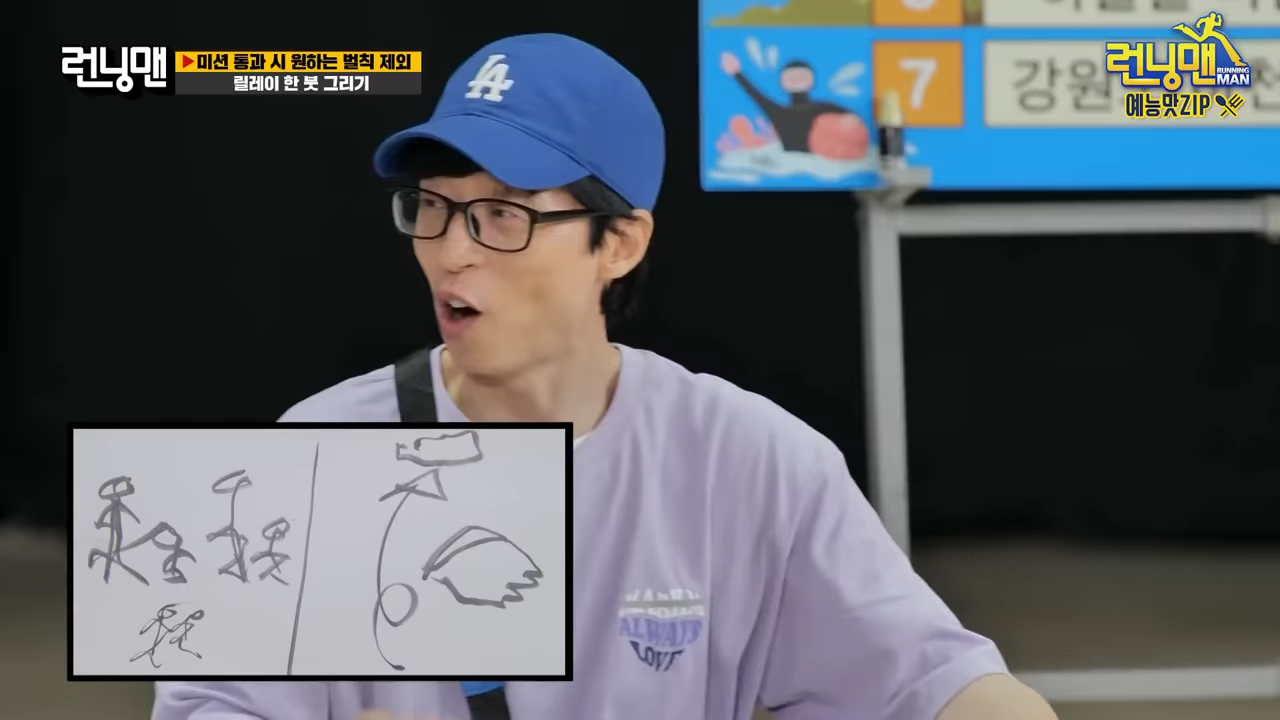 런닝맨
▶미션 통과 시 원하는 벌칙 제외
릴레이 한 붓 그리기
LA
7
강원
런닝맨
RUNNING MAN
예능맛ZIP
ALWAYS
LOVE